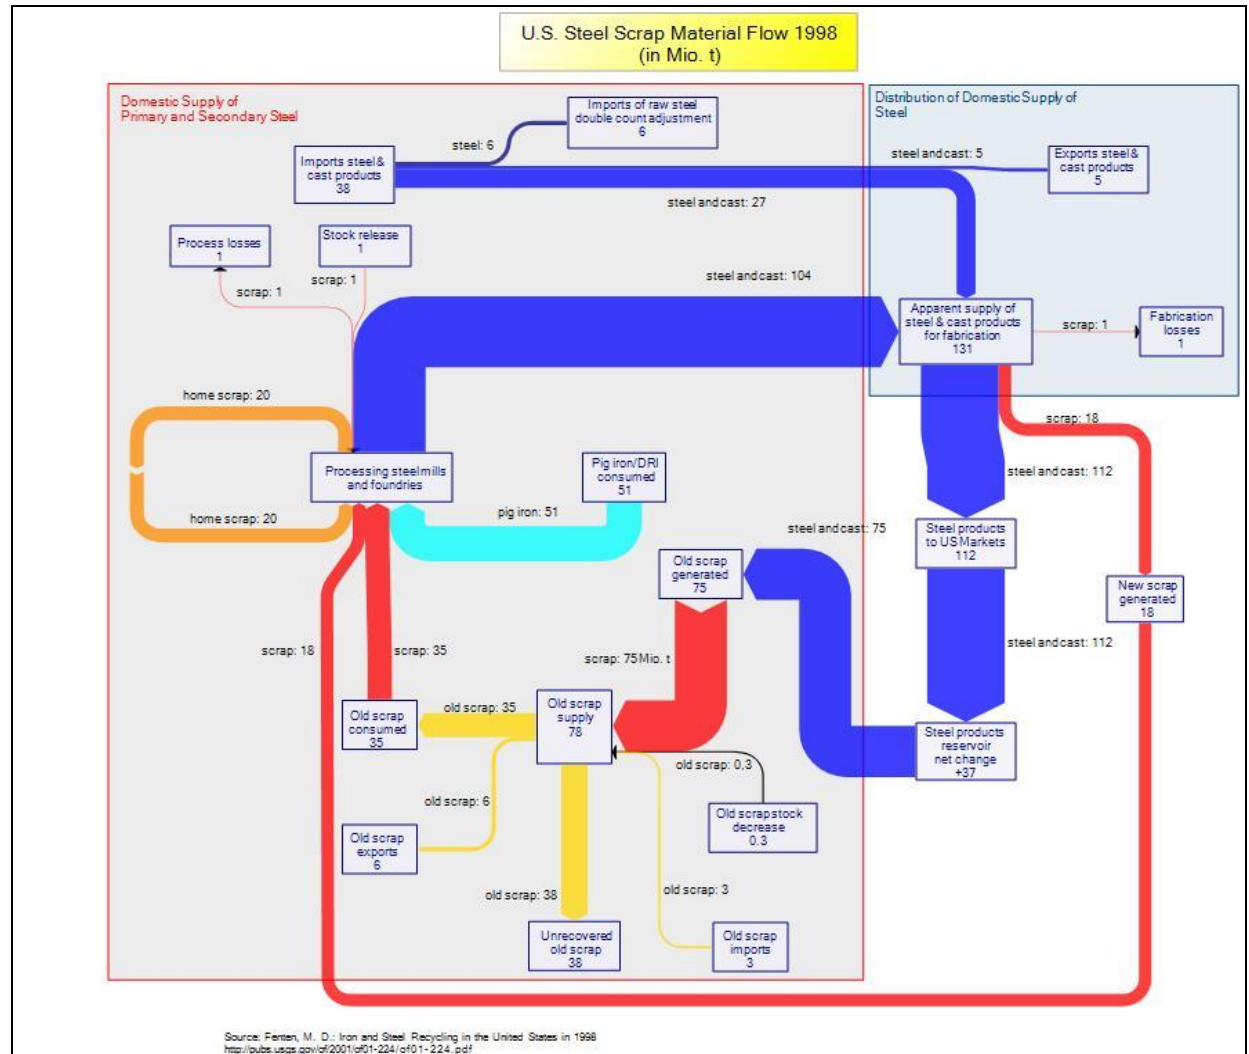 U.S. Steel Scrap Material Flow 1998
(in Mio. t)
Domestic Supply of
Primary and Secondary Steel
Distribution of Domestic Supply of
Steel
Imports of raw steel
double count adjustment
6
steel: 6
Imports steel &
cast products
38
steel and cast: 5
Exports steel &
cast products
5
steel and cast: 27
Process losses
1
Stock release
1
scrap: 1
scrap: 1
steel and cast: 104
Apparent supply of
steel & cast products
for fabrication
131
scrap: 1
Fabrication
losses
1
home scrap: 20
scrap: 18
Processing steel mills
and foundries
Pig iron/DRI
consumed
51
steel and cast: 112
home scrap: 20
pig iron: 51
steel and cast: 75
Steel products
to US Markets
112
Old scrap
generated
75
New scrap
generated
18
scrap: 18
scrap: 35
scrap: 75 Mio. t
steel and cast: 112
Old scrap
consumed
35
old scrap: 35
Old scrap
supply
78
Steel products
reservoir
net change
+37
old scrap: 0,3
old scrap: 6
Old scrap stock
decrease
0.3
Old scrap
exports
6
old scrap: 38
old scrap: 3
Unrecovered
old scrap
38
Old scrap
imports
3
Source: Fenten, M. D.: Iron and Steel Recycling in the United States in 1998
http://pubs.usgs.gov/of/2001/of01-224/of01-224.pdf